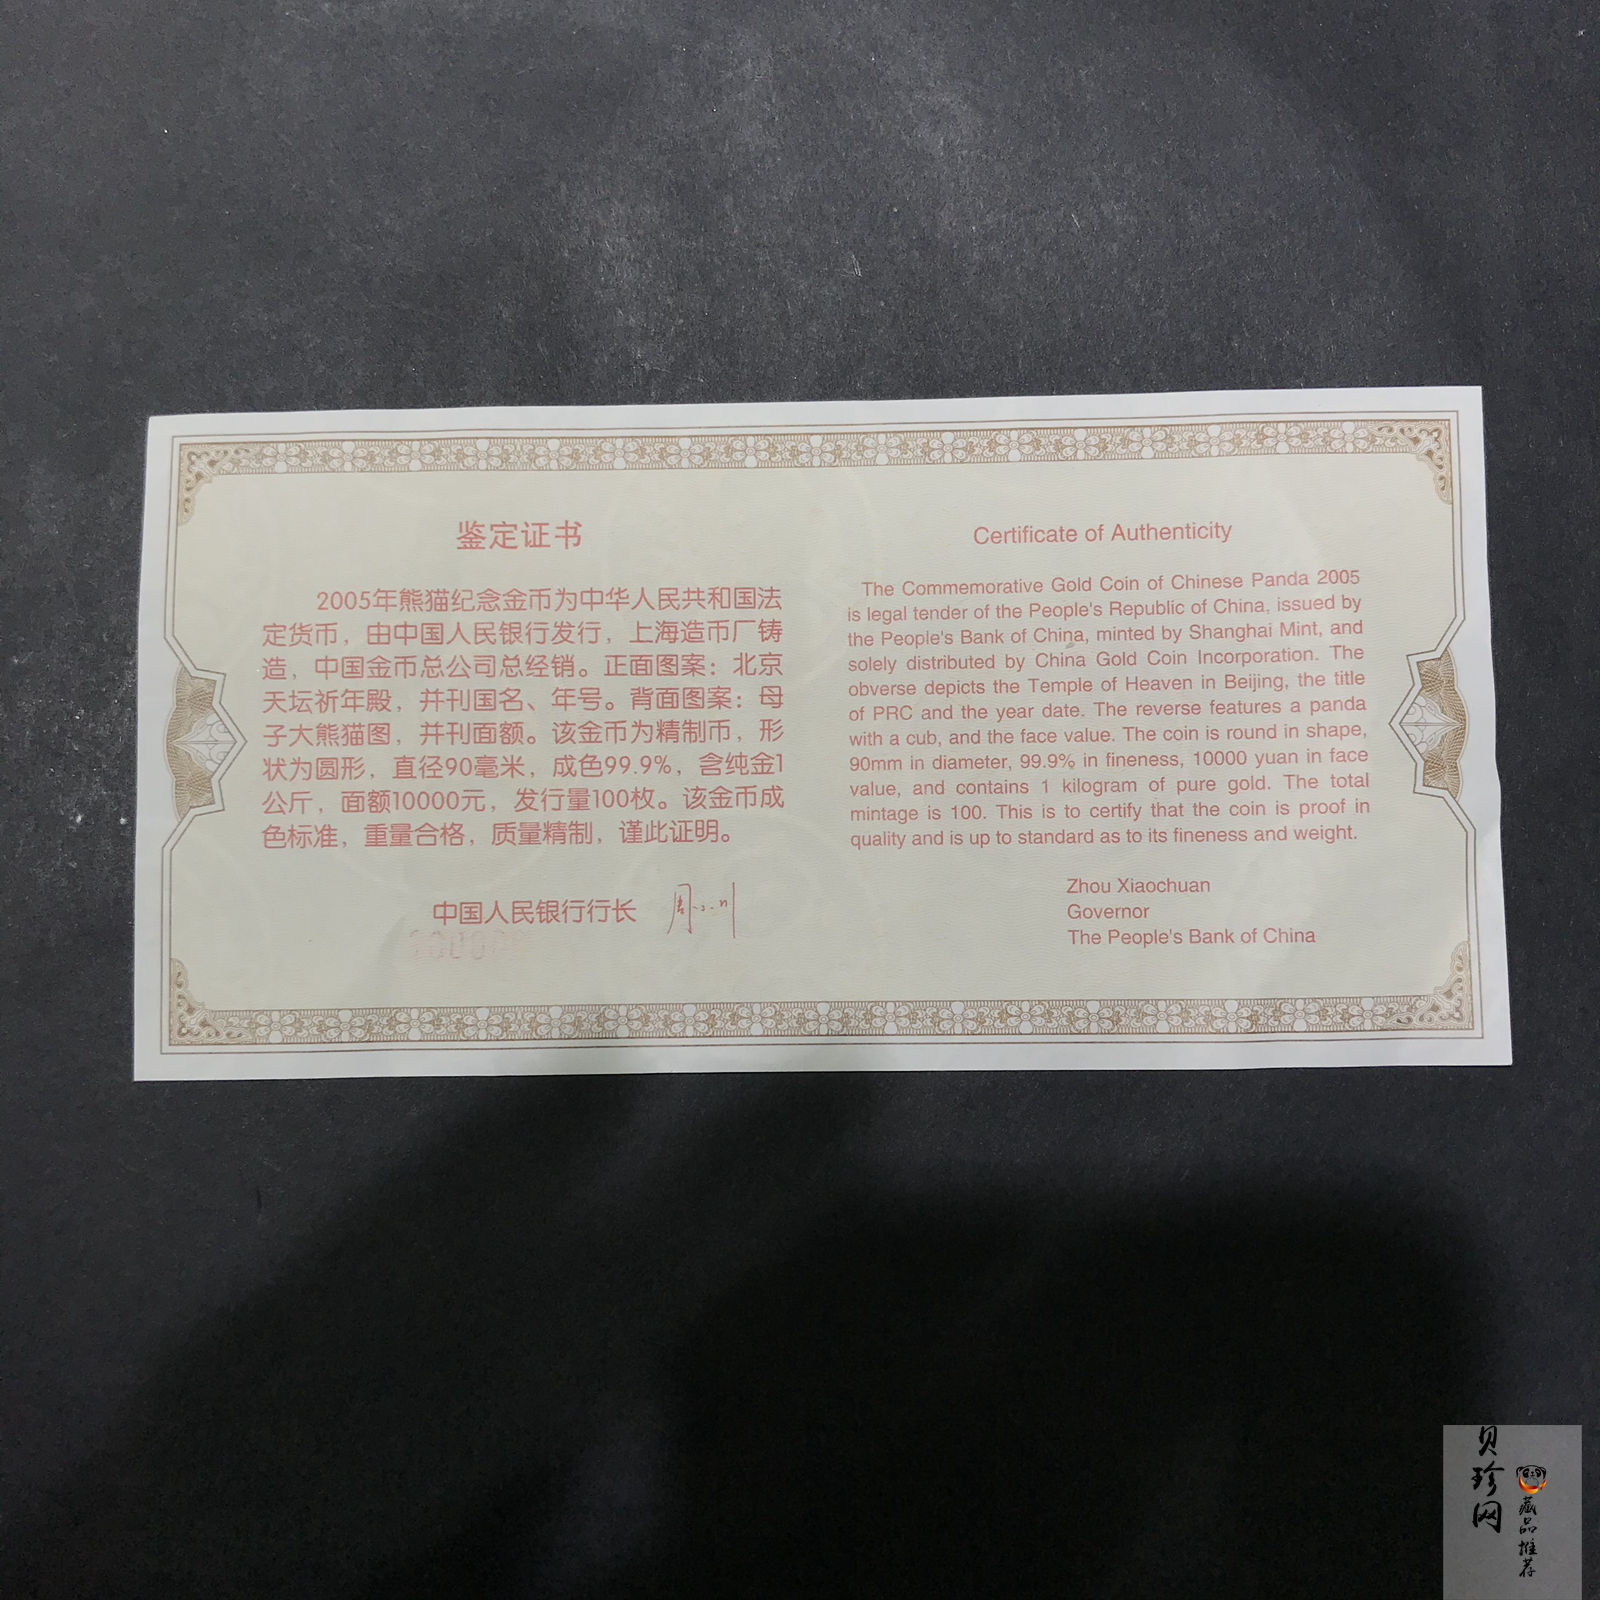 鉴定证书
2005年熊猫纪念金币为中华人民共和国法
定货币，由中国人民银行发行，上海造币厂铸
造，中国金币总公司总经销。正面图案：北京
天坛祈年殿，并刊国名、年号。背面图案：母
子大熊猫图，并刊面额。该金币为精制币，形
状为圆形，直径90毫米，成色99.9%，含纯金1
公斤，面额10000元，发行量100枚。该金币成
色标准，重量合格，质量精制，谨此证明。
中国人民银行行长 周小川
Certificate of Authenticity
The Commemorative Gold Coin of Chinese Panda 2005
is legal tender of the People's Republic of China, issued by
the People's Bank of China, minted by Shanghai Mint, and
solely distributed by China Gold Coin Incorporation. The
obverse depicts the Temple of Heaven in Beijing, the title
of PRC and the year date. The reverse features a panda
with a cub, and the face value. The coin is round in shape,
90mm in diameter, 99.9% in fineness, 10000 yuan in face
value, and contains 1 kilogram of pure gold. The total
mintage is 100. This is to certify that the coin is proof in
quality and is up to standard as to its fineness and weight.
Zhou Xiaochuan
Governor
The People's Bank of China
贝珍网
藏品推荐